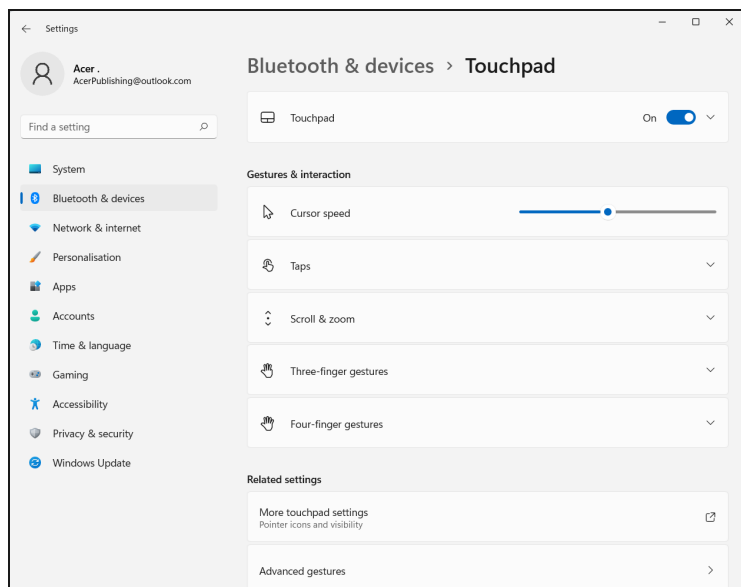 Settings
Acer .
AcerPublishing@outlook.com
Find a setting
System
Bluetooth & devices
Network & internet
Personalisation
Apps
Accounts
Time & language
Gaming
Accessibility
Privacy & security
Windows Update
Bluetooth & devices > Touchpad
Touchpad On
Gestures & interaction
Cursor speed
Taps
Scroll & zoom
Three-finger gestures
Four-finger gestures
Related settings
More touchpad settings
Pointer icons and visibility
Advanced gestures